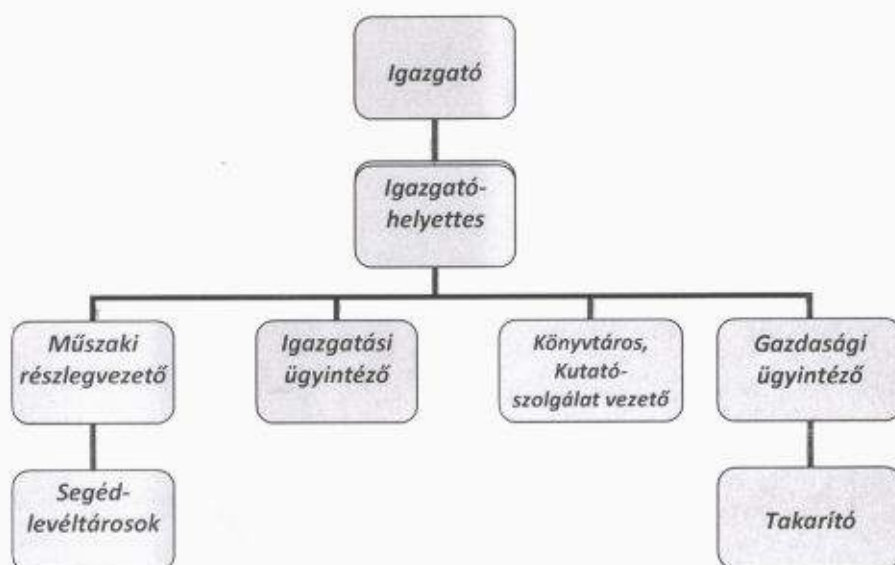 Igazgató
Igazgató-
helyettes
Műszaki
részlegvezető
Igazgatási
ügyintéző
Könyvtáros,
Kutató-
szolgálat vezető
Gazdasági
ügyintéző
Segéd-
levéltárosok
Takarító